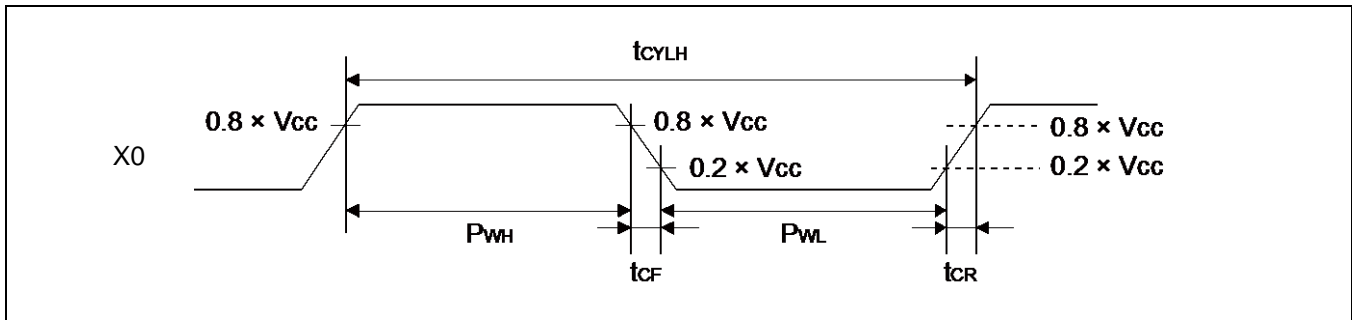 tCYLH
0.8 × Vcc
0.8 × Vcc
0.8 × Vcc
X0
0.2 × Vcc
0.2 × Vcc
PWH
PWL
tCF
tCR